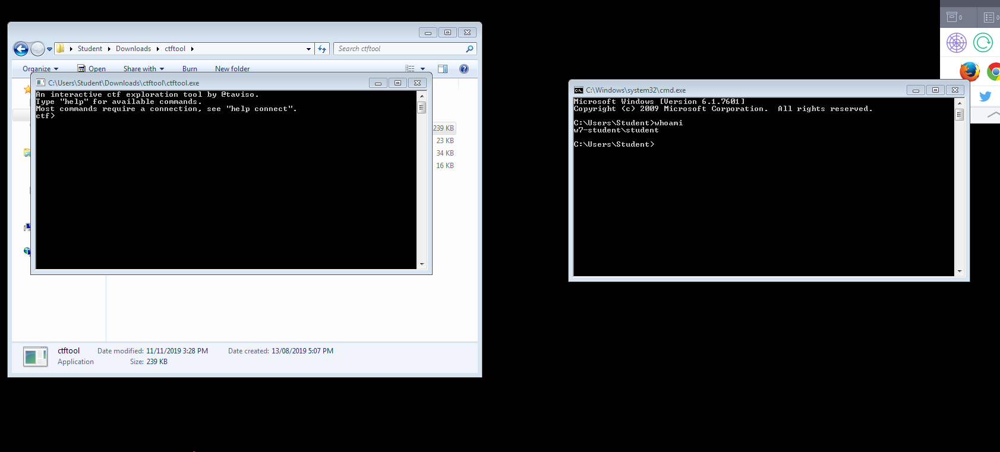 Student Downloads ctftool
Search ctftool
Organize Open Share with Burn New folder
C:\Users\Student\Downloads\ctftool\ctftool.exe
An interactive ctf exploration tool by @taviso.
Type "help" for available commands.
Most commands require a connection, see "help connect".
ctf>
239 KB
23 KB
34 KB
16 KB
ctftool Date modified: 11/11/2019 3:28 PM Date created: 13/08/2019 5:07 PM
Application Size: 239 KB
C:\Windows\system32\cmd.exe
Microsoft Windows [Version 6.1.7601]
Copyright (c) 2009 Microsoft Corporation.  All rights reserved.
C:\Users\Student>whoami
w7-student\student
C:\Users\Student>
0 0